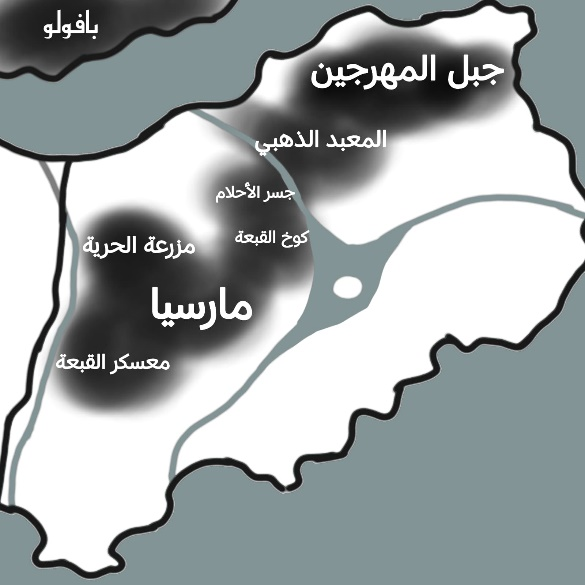 بافولو
جبل المهرجين
المعبد الذهبي
جسر الأحلام
كوخ القبعة
مزرعة الحرية
مارسيا
معسكر القبعة